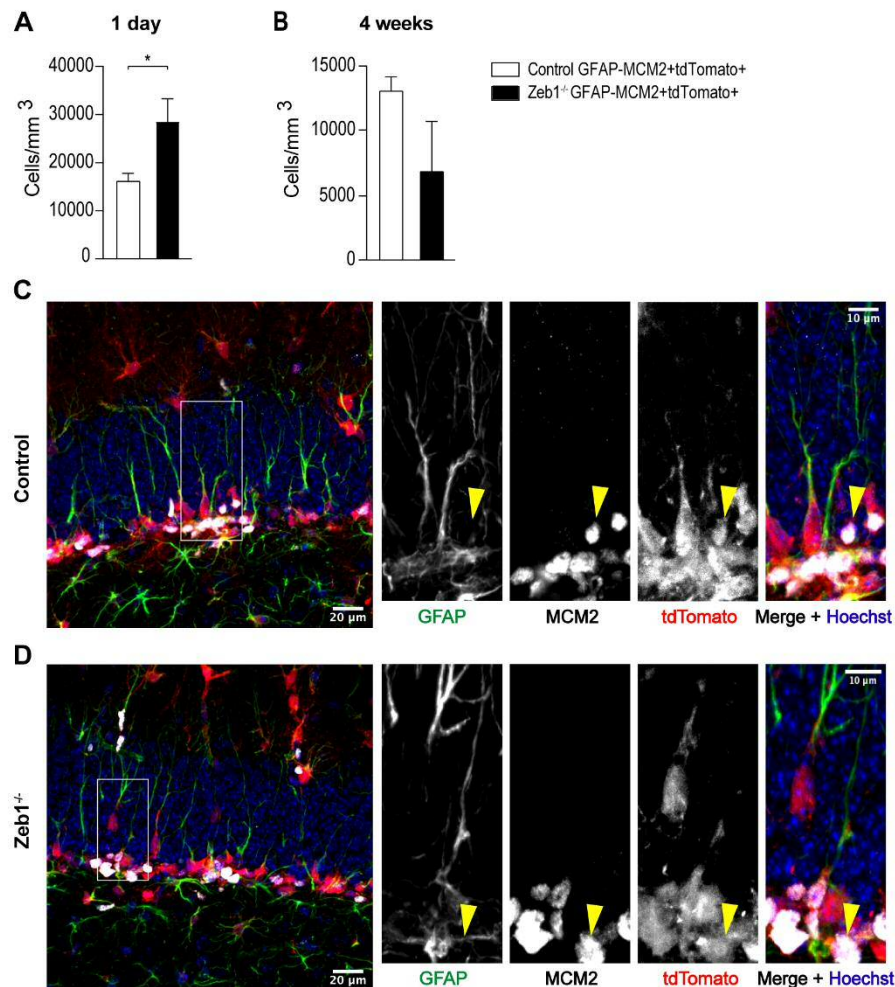 A 1 day
B 4 weeks
*
Cells/mm 3
40000
30000
20000
10000
0
Cells/mm 3
15000
10000
5000
0
Control GFAP-MCM2+tdTomato+
Zeb1-/- GFAP-MCM2+tdTomato+
C
Control
20 µm
10 µm
GFAP MCM2 tdTomato Merge + Hoechst
D
Zeb1-/-
20 µm
10 µm
GFAP MCM2 tdTomato Merge + Hoechst